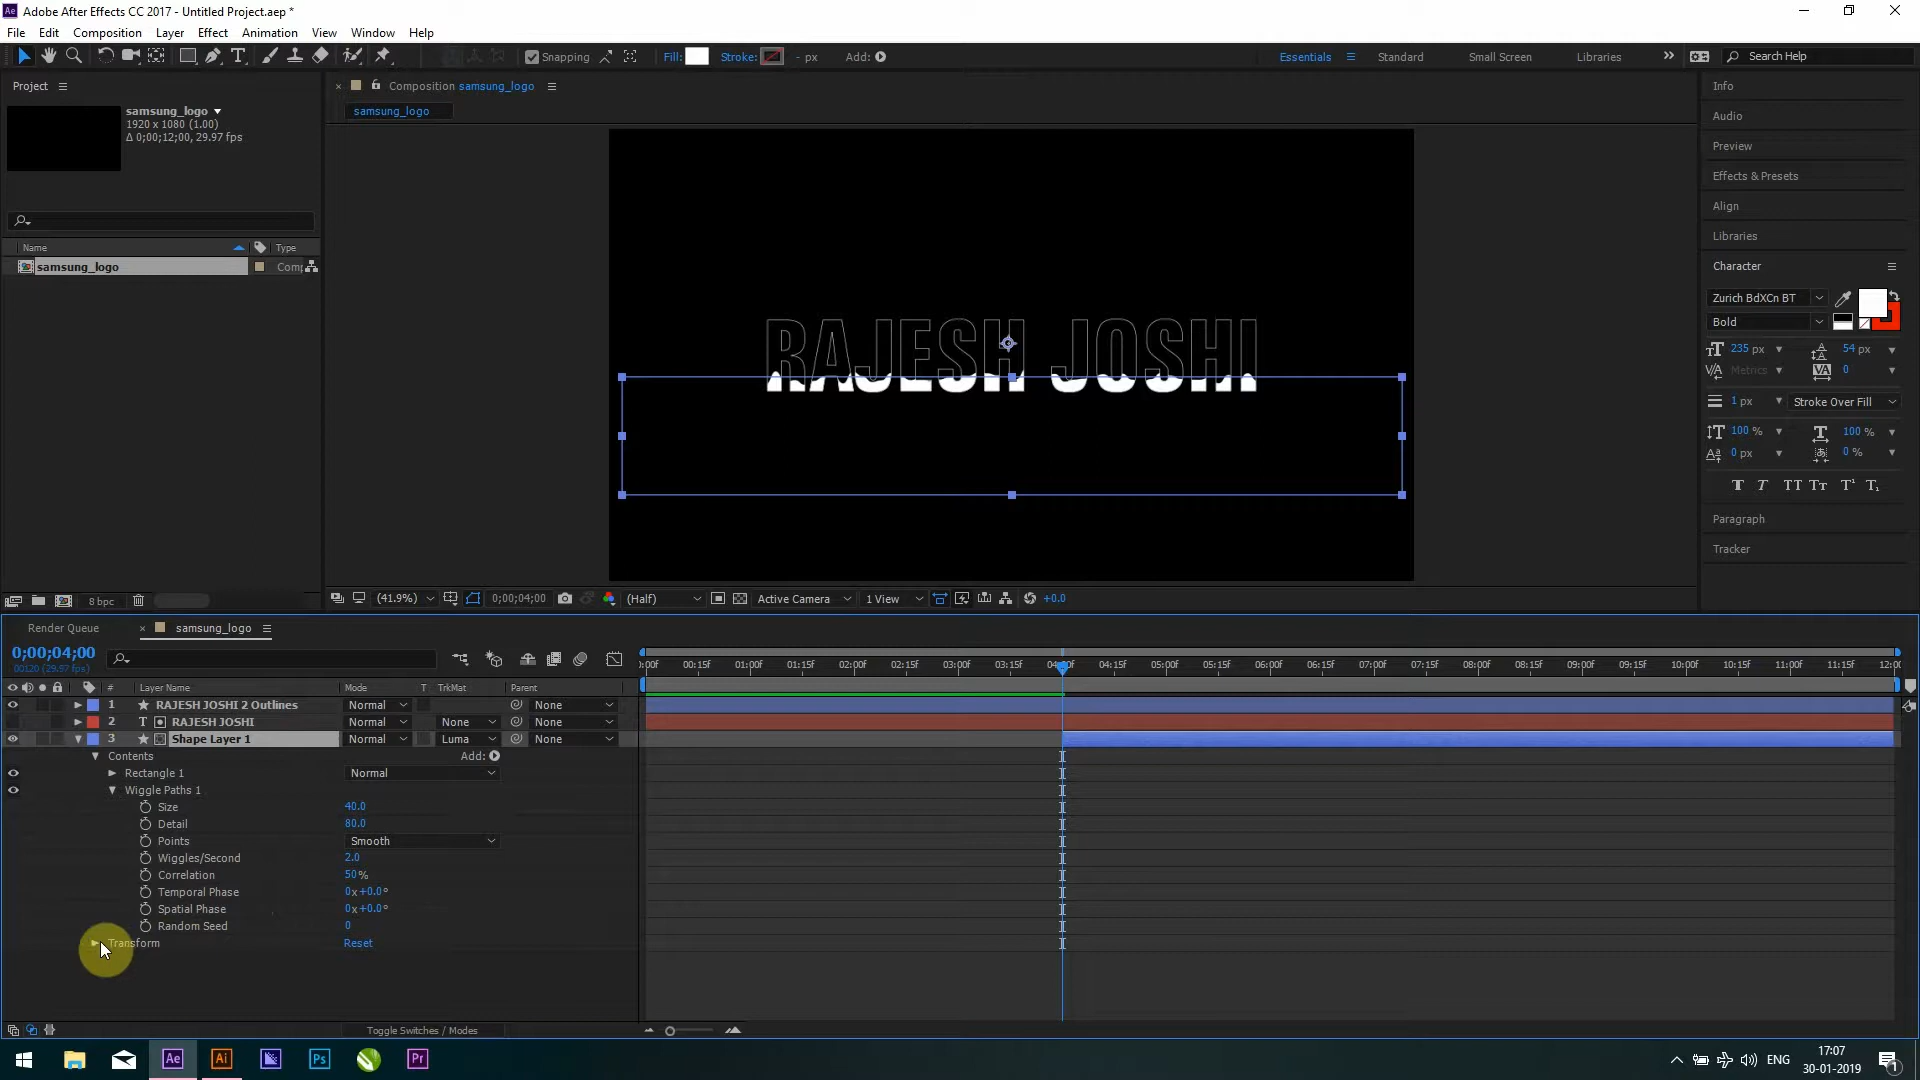 Adobe After Effects CC 2017 - Untitled Project.aep *
File Edit Composition Layer Effect Animation View Window Help
Snapping Fill: Stroke: - px Add: Essentials Standard Small Screen Libraries Search Help
Project
samsung_logo
1920 x 1080 (1.00)
Δ 0;00;12;00, 29.97 fps
Name Type
samsung_logo Comp
8 bpc
Composition samsung_logo
samsung_logo
RAJESH JOSHI
(41.9%) 0;00;04;00 (Half) Active Camera 1 View +0.0
Info
Audio
Preview
Effects & Presets
Align
Libraries
Character
Zurich BdXCn BT
Bold
235 px 54 px
Metrics 0
1 px Stroke Over Fill
100 % 100 %
0 px 0 %
T T TT Tt T¹ T₁
Paragraph
Tracker
Render Queue samsung_logo
0;00;04;00
00120 (29.97 fps)
:00f 00:15f 01:00f 01:15f 02:00f 02:15f 03:00f 03:15f 04:00f 04:15f 05:00f 05:15f 06:00f 06:15f 07:00f 07:15f 08:00f 08:15f 09:00f 09:15f 10:00f 10:15f 11:00f 11:15f 12:00
# Layer Name Mode T TrkMat Parent
1 RAJESH JOSHI 2 Outlines Normal None
2 T RAJESH JOSHI Normal None None
3 Shape Layer 1 Normal Luma None
Contents Add:
Rectangle 1 Normal
Wiggle Paths 1
Size 40.0
Detail 80.0
Points Smooth
Wiggles/Second 2.0
Correlation 50%
Temporal Phase 0x+0.0°
Spatial Phase 0x+0.0°
Random Seed 0
Transform Reset
Toggle Switches / Modes
Ae Ai Ps Pr
ENG
17:07
30-01-2019
1